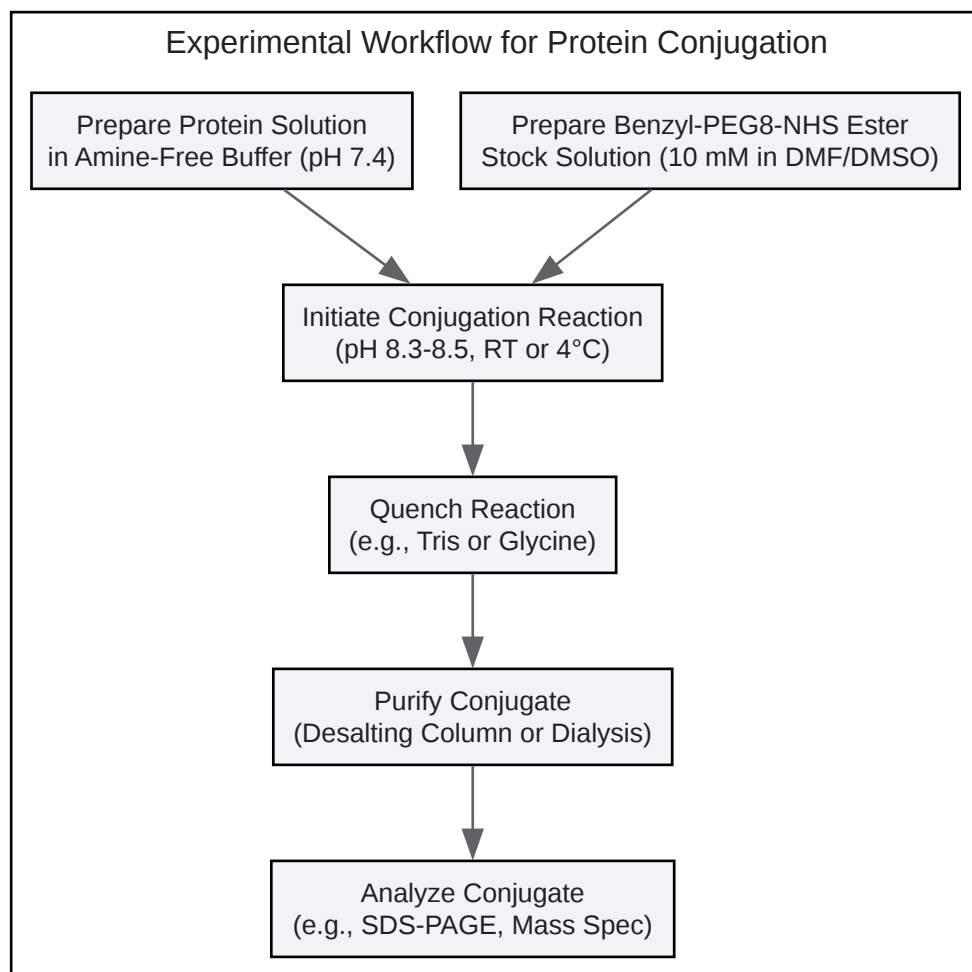 Experimental Workflow for Protein Conjugation
Prepare Protein Solution
in Amine-Free Buffer (pH 7.4)
Prepare Benzyl-PEG8-NHS Ester
Stock Solution (10 mM in DMF/DMSO)
Initiate Conjugation Reaction
(pH 8.3-8.5, RT or 4°C)
Quench Reaction
(e.g., Tris or Glycine)
Purify Conjugate
(Desalting Column or Dialysis)
Analyze Conjugate
(e.g., SDS-PAGE, Mass Spec)